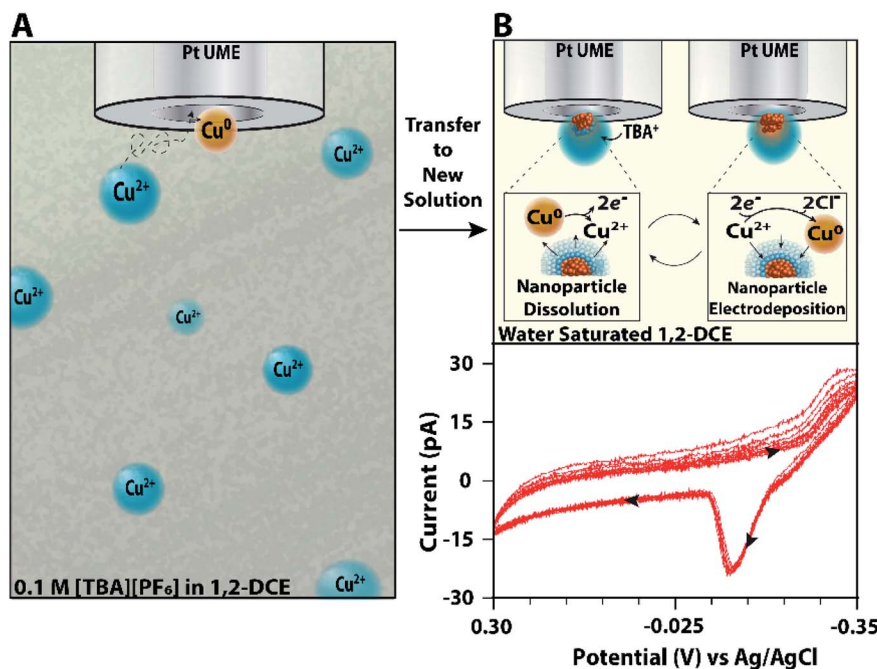 A
Pt UME
Cu⁰
Cu²⁺
Cu²⁺
Cu²⁺
Cu²⁺
Cu²⁺
Cu²⁺
Cu²⁺
0.1 M [TBA][PF₆] in 1,2-DCE
Transfer
to
New
Solution
B
Pt UME
Pt UME
TBA⁺
Cu⁰
2e⁻
Cu²⁺
Nanoparticle
Dissolution
2e⁻
2Cl⁻
Cu²⁺
Cu⁰
Nanoparticle
Electrodeposition
Water Saturated 1,2-DCE
Current (pA)
30
15
0
-15
-30
0.30
-0.025
-0.35
Potential (V) vs Ag/AgCl